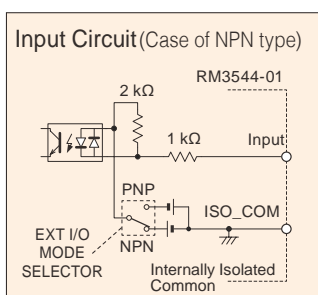 Input Circuit (Case of NPN type)
RM3544-01
2 kΩ
1 kΩ
Input
PNP
ISO_COM
EXT I/O
MODE
SELECTOR
NPN
Internally Isolated
Common